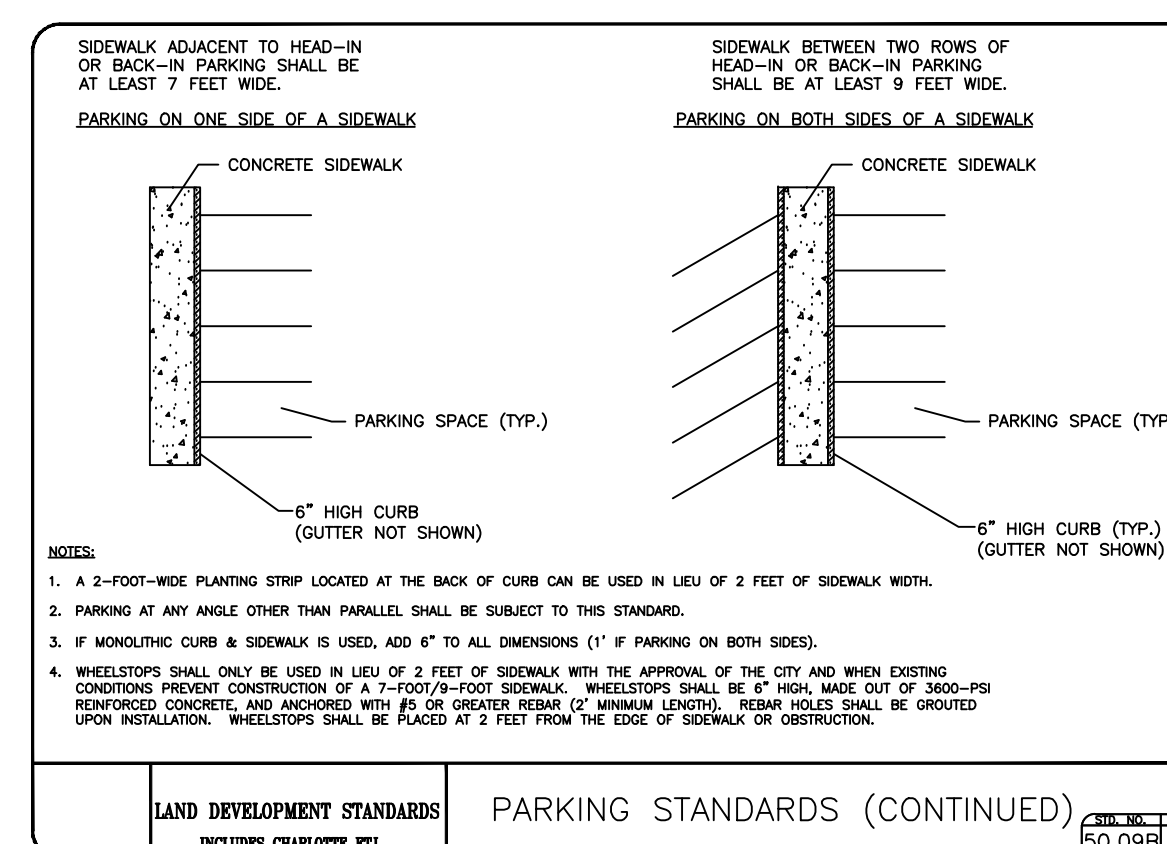 SIDEWALK ADJACENT TO HEAD-IN
OR BACK-IN PARKING SHALL BE
AT LEAST 7 FEET WIDE.
PARKING ON ONE SIDE OF A SIDEWALK
CONCRETE SIDEWALK
PARKING SPACE (TYP.)
6" HIGH CURB
(GUTTER NOT SHOWN)
SIDEWALK BETWEEN TWO ROWS OF
HEAD-IN OR BACK-IN PARKING
SHALL BE AT LEAST 9 FEET WIDE.
PARKING ON BOTH SIDES OF A SIDEWALK
CONCRETE SIDEWALK
PARKING SPACE (TYP
6" HIGH CURB (TYP.)
(GUTTER NOT SHOWN)
NOTES:
1. A 2-FOOT-WIDE PLANTING STRIP LOCATED AT THE BACK OF CURB CAN BE USED IN LIEU OF 2 FEET OF SIDEWALK WIDTH.
2. PARKING AT ANY ANGLE OTHER THAN PARALLEL SHALL BE SUBJECT TO THIS STANDARD.
3. IF MONOLITHIC CURB & SIDEWALK IS USED, ADD 6" TO ALL DIMENSIONS (1' IF PARKING ON BOTH SIDES).
4. WHEELSTOPS SHALL ONLY BE USED IN LIEU OF 2 FEET OF SIDEWALK WITH THE APPROVAL OF THE CITY AND WHEN EXISTING
CONDITIONS PREVENT CONSTRUCTION OF A 7-FOOT/9-FOOT SIDEWALK. WHEELSTOPS SHALL BE 6" HIGH, MADE OUT OF 3600-PSI
REINFORCED CONCRETE, AND ANCHORED WITH #5 OR GREATER REBAR (2' MINIMUM LENGTH). REBAR HOLES SHALL BE GROUTED
UPON INSTALLATION. WHEELSTOPS SHALL BE PLACED AT 2 FEET FROM THE EDGE OF SIDEWALK OR OBSTRUCTION.
LAND DEVELOPMENT STANDARDS
INCLUDES CHARLOTTE ETJ
PARKING STANDARDS (CONTINUED)
STD. NO.
50.09B